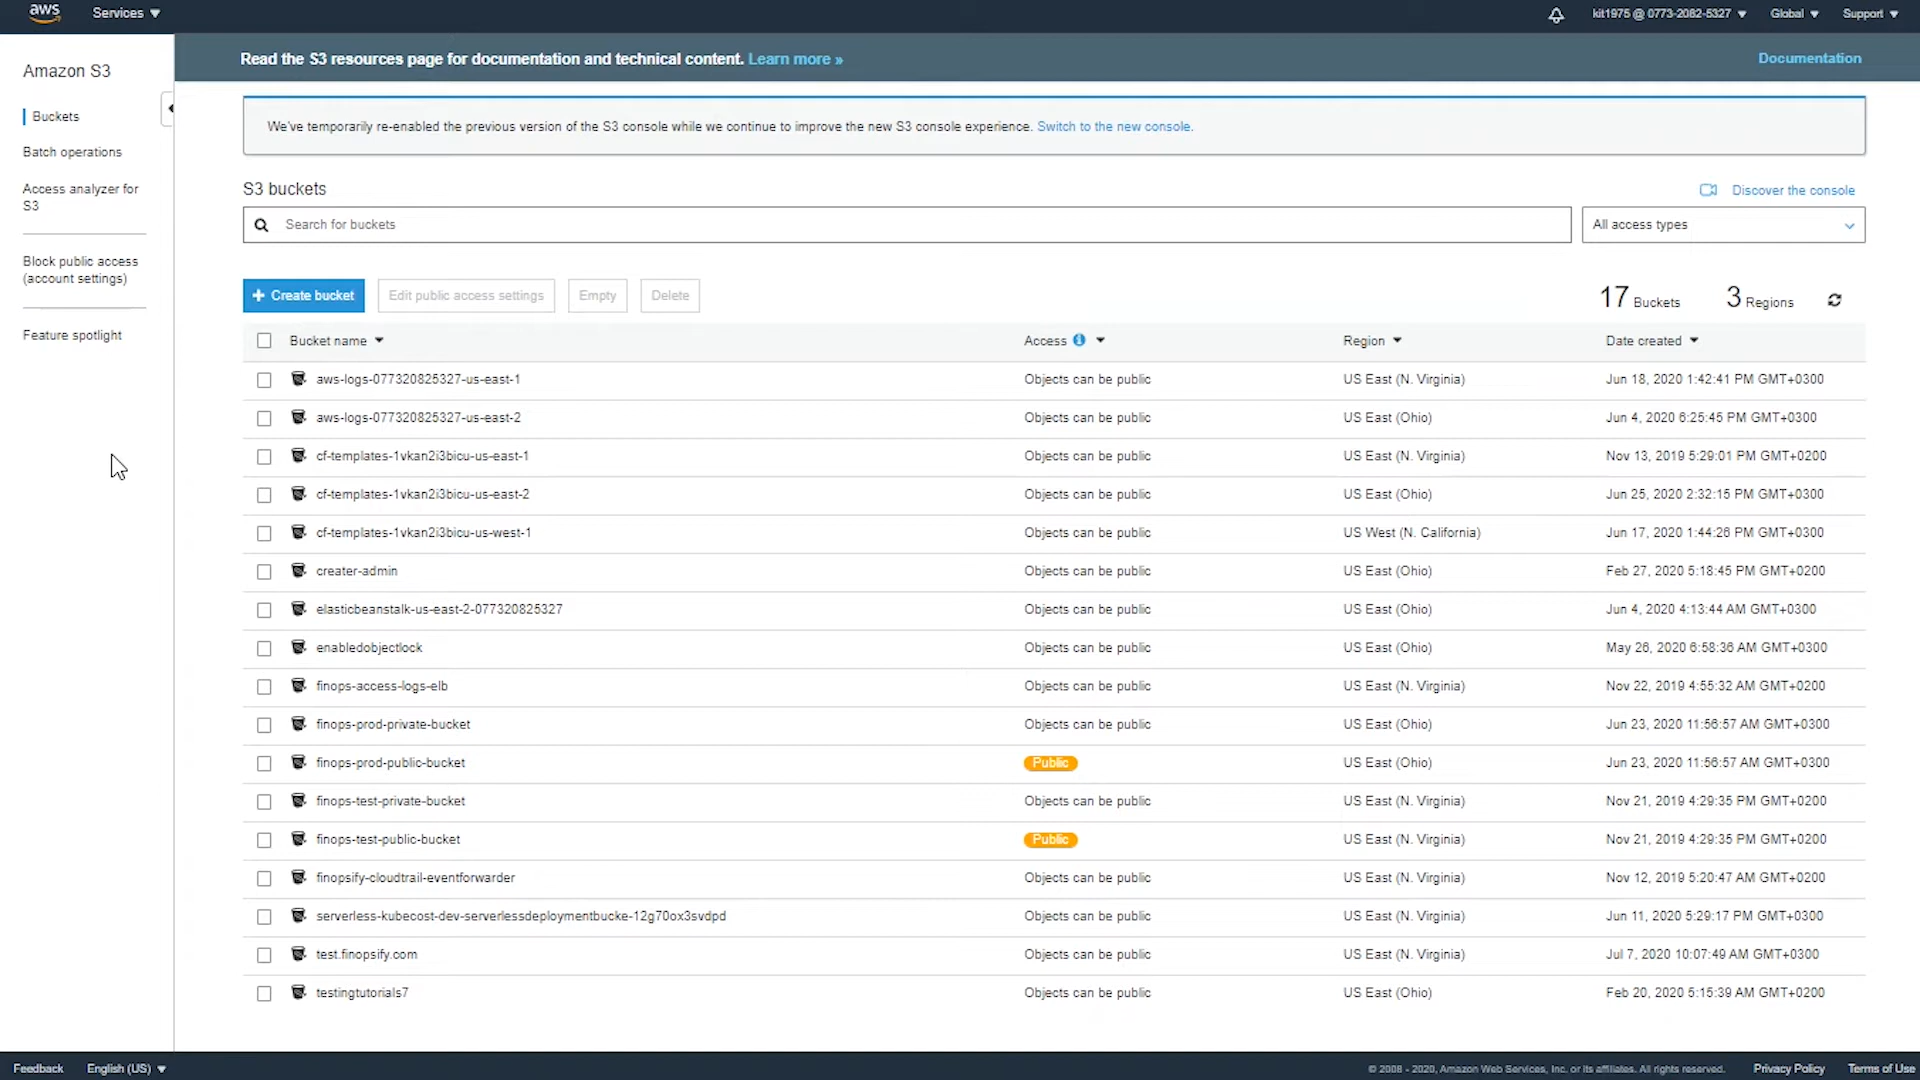 aws
Services
kit1975 @ 0773-2082-5327
Global
Support
Amazon S3
Buckets
Batch operations
Access analyzer for
S3
Block public access
(account settings)
Feature spotlight
Read the S3 resources page for documentation and technical content. Learn more »
Documentation
We've temporarily re-enabled the previous version of the S3 console while we continue to improve the new S3 console experience. Switch to the new console.
S3 buckets
Discover the console
Search for buckets
All access types
+ Create bucket
Edit public access settings
Empty
Delete
17 Buckets
3 Regions
Bucket name
Access
Region
Date created
aws-logs-077320825327-us-east-1 Objects can be public US East (N. Virginia) Jun 18, 2020 1:42:41 PM GMT+0300
aws-logs-077320825327-us-east-2 Objects can be public US East (Ohio) Jun 4, 2020 6:25:45 PM GMT+0300
cf-templates-1vkan2i3bicu-us-east-1 Objects can be public US East (N. Virginia) Nov 13, 2019 5:29:01 PM GMT+0200
cf-templates-1vkan2i3bicu-us-east-2 Objects can be public US East (Ohio) Jun 25, 2020 2:32:15 PM GMT+0300
cf-templates-1vkan2i3bicu-us-west-1 Objects can be public US West (N. California) Jun 17, 2020 1:44:26 PM GMT+0300
creater-admin Objects can be public US East (Ohio) Feb 27, 2020 5:18:45 PM GMT+0200
elasticbeanstalk-us-east-2-077320825327 Objects can be public US East (Ohio) Jun 4, 2020 4:13:44 AM GMT+0300
enabledobjectlock Objects can be public US East (Ohio) May 26, 2020 6:58:36 AM GMT+0300
finops-access-logs-elb Objects can be public US East (N. Virginia) Nov 22, 2019 4:55:32 AM GMT+0200
finops-prod-private-bucket Objects can be public US East (Ohio) Jun 23, 2020 11:56:57 AM GMT+0300
finops-prod-public-bucket Public US East (Ohio) Jun 23, 2020 11:56:57 AM GMT+0300
finops-test-private-bucket Objects can be public US East (N. Virginia) Nov 21, 2019 4:29:35 PM GMT+0200
finops-test-public-bucket Public US East (N. Virginia) Nov 21, 2019 4:29:35 PM GMT+0200
finopsify-cloudtrail-eventforwarder Objects can be public US East (N. Virginia) Nov 12, 2019 5:20:47 AM GMT+0200
serverless-kubecost-dev-serverlessdeploymentbucke-12g70ox3svdpd Objects can be public US East (N. Virginia) Jun 11, 2020 5:29:17 PM GMT+0300
test.finopsify.com Objects can be public US East (N. Virginia) Jul 7, 2020 10:07:49 AM GMT+0300
testingtutorials7 Objects can be public US East (Ohio) Feb 20, 2020 5:15:39 AM GMT+0200
Feedback
English (US)
© 2008 - 2020, Amazon Web Services, Inc. or its affiliates. All rights reserved.
Privacy Policy
Terms of Use